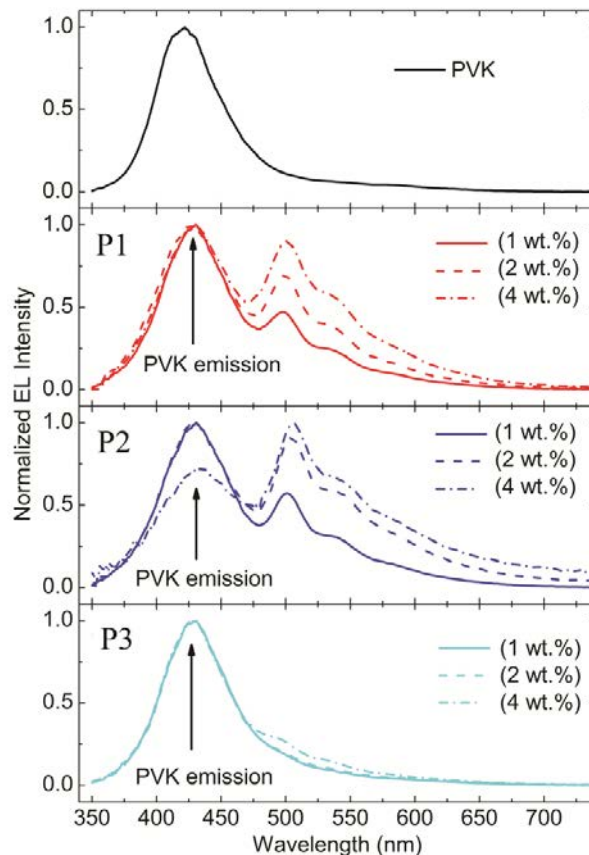 PVK
1.0
0.5
0.0
P1
(1 wt.%)
(2 wt.%)
(4 wt.%)
1.0
0.5
0.0
PVK emission
Normalized EL Intensity
P2
(1 wt.%)
(2 wt.%)
(4 wt.%)
1.0
0.5
0.0
PVK emission
P3
(1 wt.%)
(2 wt.%)
(4 wt.%)
1.0
0.5
0.0
PVK emission
350 400 450 500 550 600 650 700
Wavelength (nm)